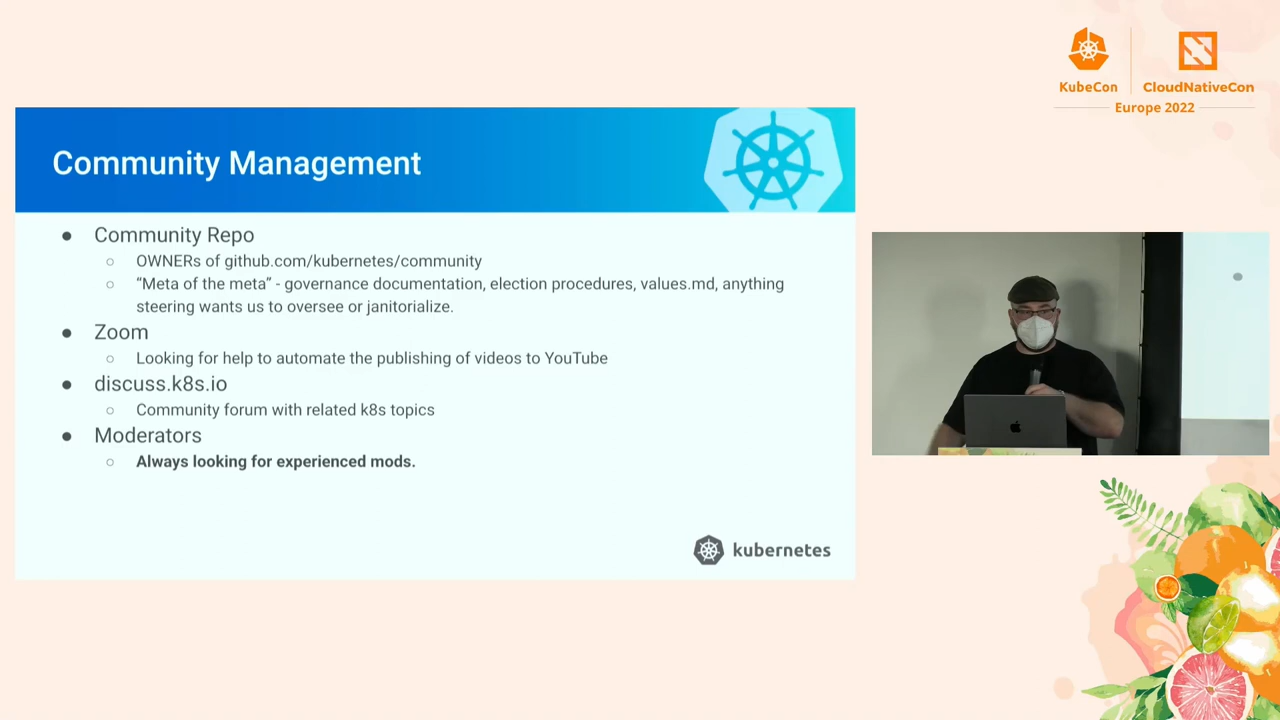 KubeCon
CloudNativeCon
Europe 2022
Community Management
● Community Repo
○ OWNERs of github.com/kubernetes/community
○ “Meta of the meta” - governance documentation, election procedures, values.md, anything
steering wants us to oversee or janitorialize.
● Zoom
○ Looking for help to automate the publishing of videos to YouTube
● discuss.k8s.io
○ Community forum with related k8s topics
● Moderators
○ Always looking for experienced mods.
kubernetes